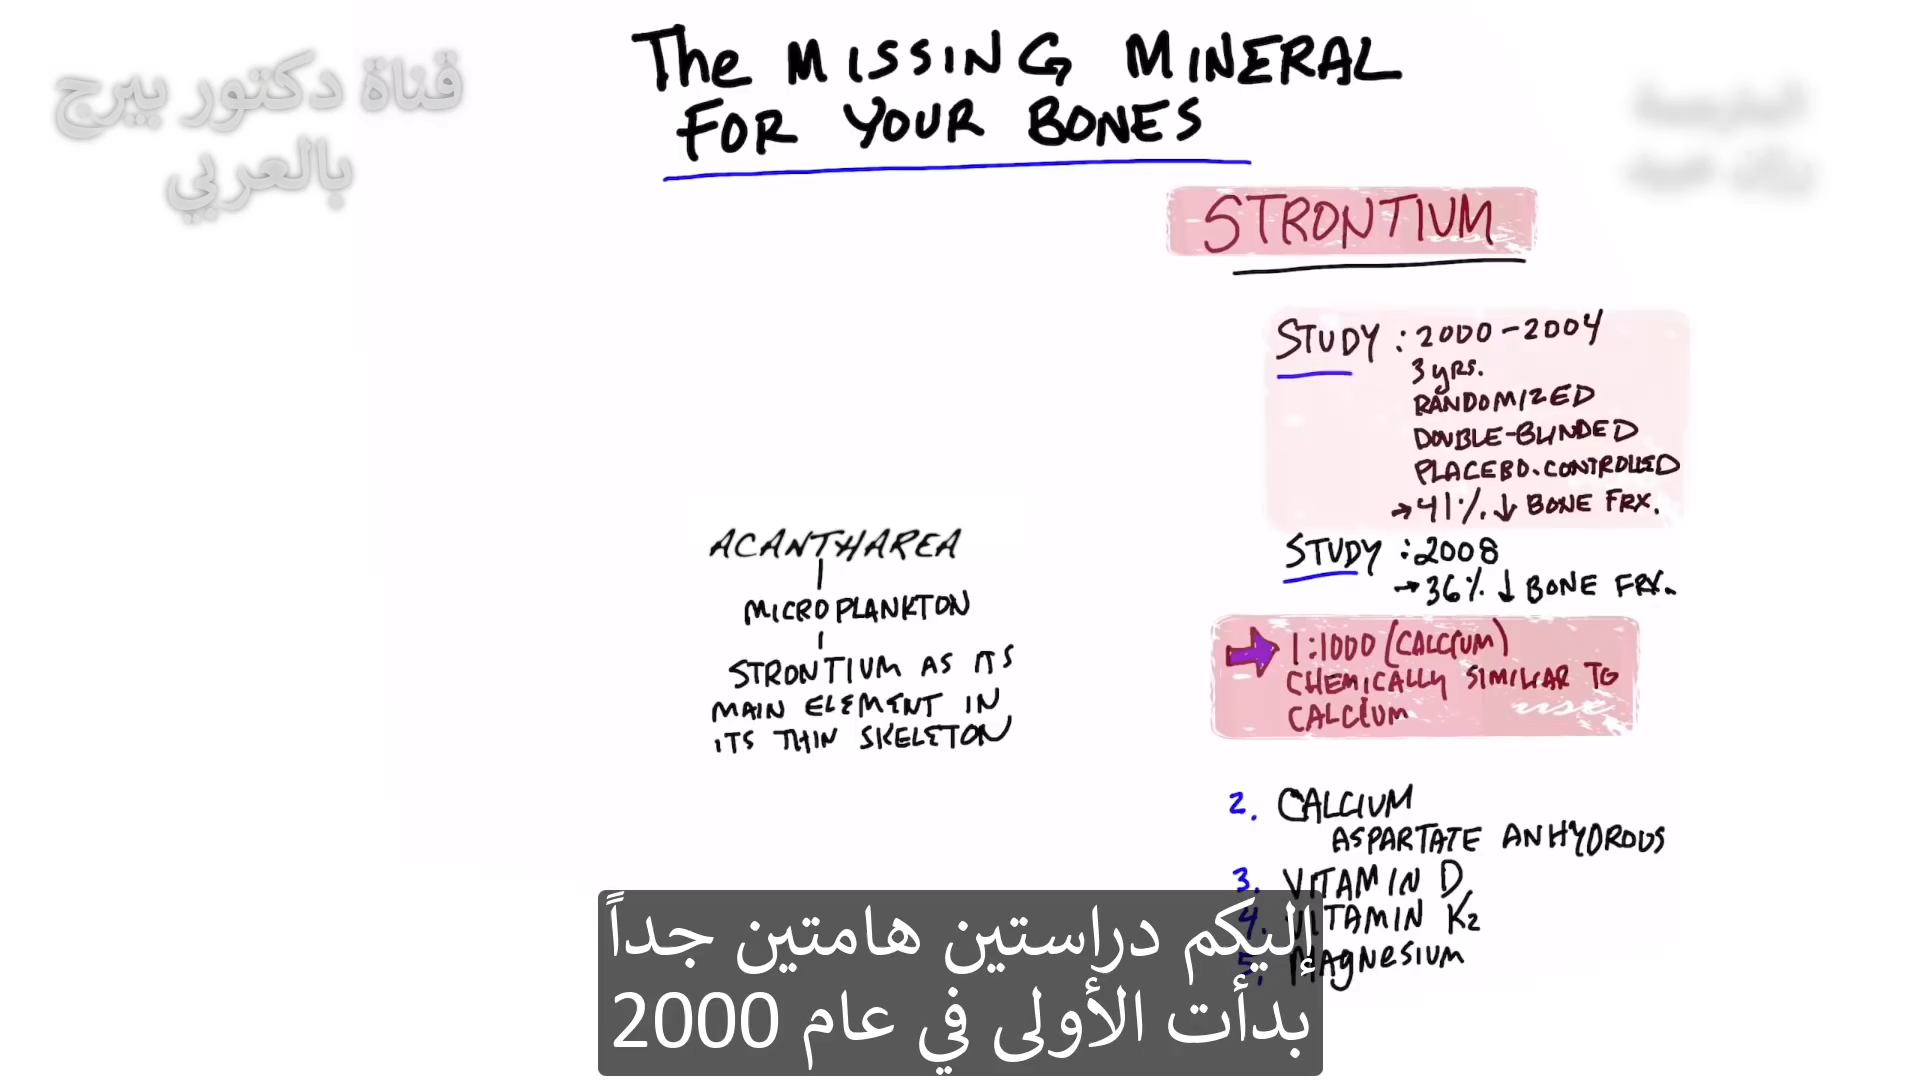 The MISSING MINERAL
FOR YOUR BONES
قناة دكتور بيرج
بالعربي
STRONTIUM
STUDY : 2000-2004
3 yRS.
RANDOMIZED
DOUBLE-BLINDED
PLACEBO.CONTROLLED
→ 41% ↓ BONE FRX.
STUDY : 2008
→ 36% ↓ BONE FRX.
1:1000 (CALCIUM)
CHEMICALLY SIMILAR TO
CALCIUM
ACANTHAREA
MICROPLANKTON
STRONTIUM AS ITS
MAIN ELEMENT IN
ITS THIN SKELETON
2. CALCIUM
ASPARTATE ANHYDROUS
3. VITAMIN D
4. VITAMIN K2
5. MAGNESIUM
إليكم دراستين هامتين جداً
بدأت الأولى في عام 2000